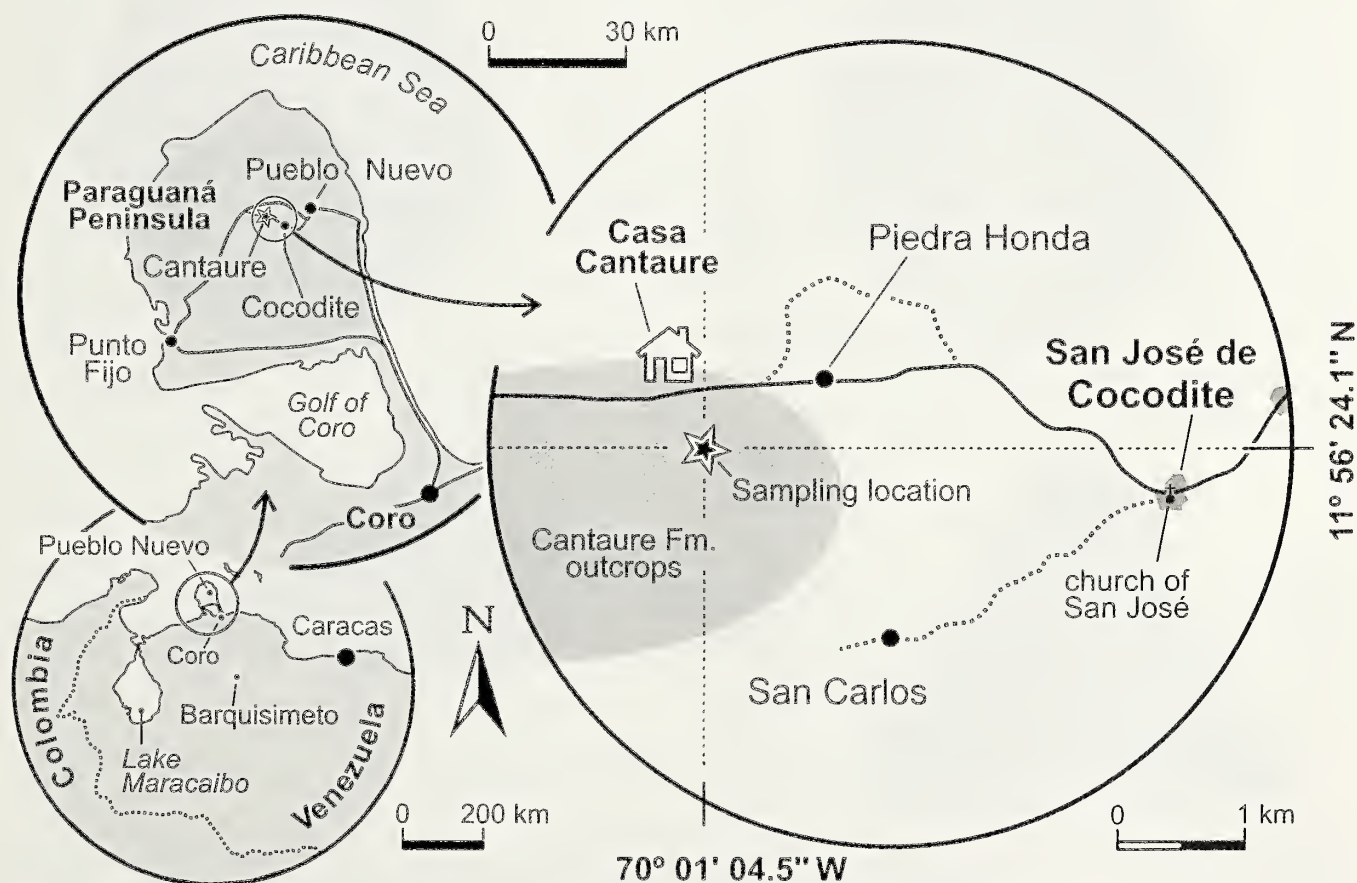 0 30 km
Caribbean Sea
Pueblo Nuevo
Paraguaná
Peninsula
Cantaure
Cocodite
Punto
Fijo
Golf of
Coro
Coro
Casa
Cantaure
Piedra Honda
San José de
Cocodite
Sampling location
Cantaure Fm.
outcrops
church of
San José
San Carlos
11° 56' 24.1" N
Pueblo Nuevo
Caracas
Coro
Barquisimeto
Lake
Maracaibo
Colombia
Venezuela
N
0 200 km
0 1 km
70° 01' 04.5" W